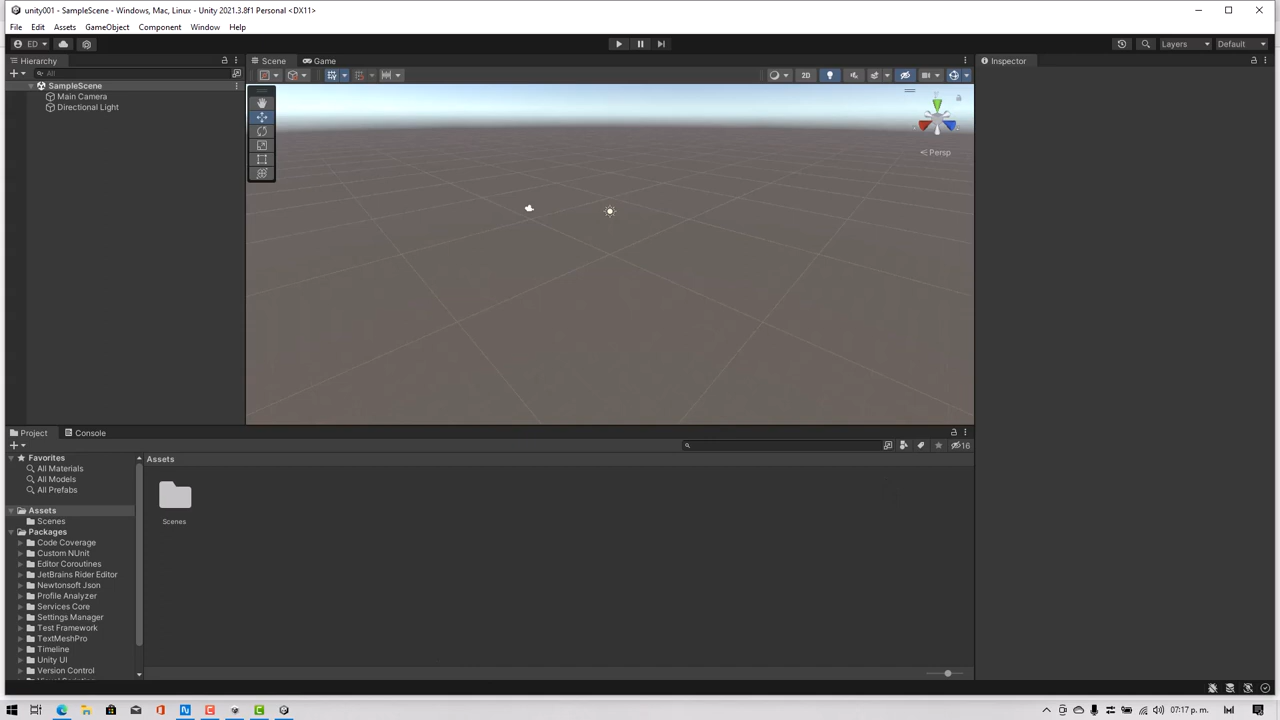 unity001 - SampleScene - Windows, Mac, Linux - Unity 2021.3.8f1 Personal <DX11>
File Edit Assets GameObject Component Window Help
ED Layers Default
Hierarchy
All
SampleScene
Main Camera
Directional Light
Scene Game
2D
Persp
Inspector
Project Console
16
Favorites
All Materials
All Models
All Prefabs
Assets
Scenes
Packages
Code Coverage
Custom NUnit
Editor Coroutines
JetBrains Rider Editor
Newtonsoft Json
Profile Analyzer
Services Core
Settings Manager
Test Framework
TextMeshPro
Timeline
Unity UI
Version Control
Assets
Scenes
07:17 p. m.